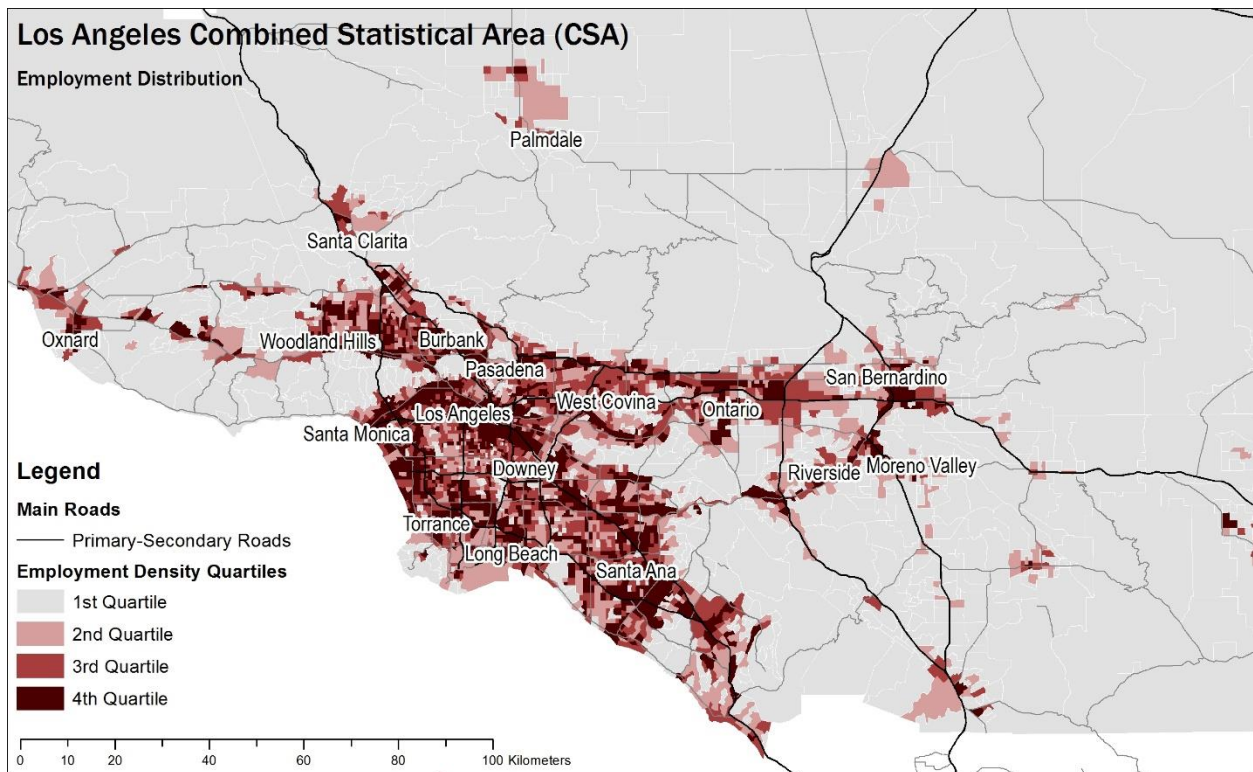 Los Angeles Combined Statistical Area (CSA)
Employment Distribution
Palmdale
Santa Clarita
Oxnard
Woodland Hills
Burbank
Pasadena
San Bernardino
West Covina
Ontario
Los Angeles
Santa Monica
Downey
Riverside
Moreno Valley
Torrance
Long Beach
Santa Ana
Legend
Main Roads
Primary-Secondary Roads
Employment Density Quartiles
1st Quartile
2nd Quartile
3rd Quartile
4th Quartile
0 10 20 40 60 80 100 Kilometers